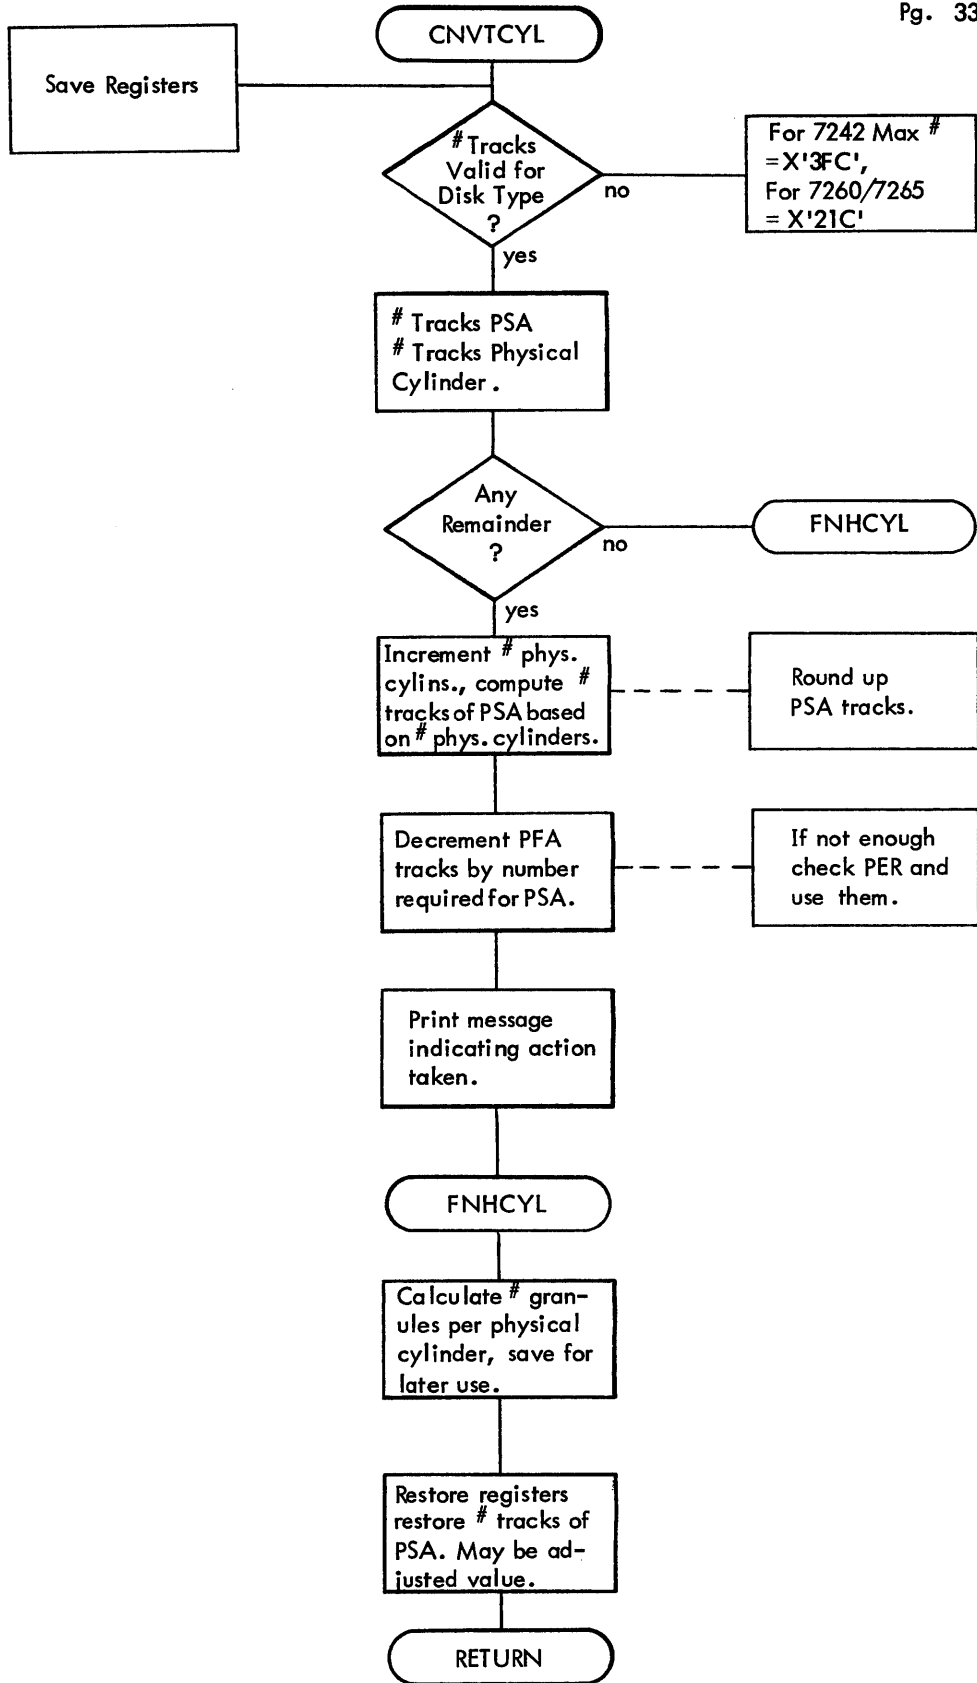 Pg. 33
CNVTCYL
Save Registers
# Tracks
Valid for
Disk Type
?
no
yes
For 7242 Max #
= X'3FC',
For 7260/7265
= X'21C'
# Tracks PSA
# Tracks Physical
Cylinder.
Any
Remainder
?
no
yes
FNHCYL
Increment # phys.
cylins., compute #
tracks of PSA based
on # phys. cylinders.
Round up
PSA tracks.
Decrement PFA
tracks by number
required for PSA.
If not enough
check PER and
use them.
Print message
indicating action
taken.
FNHCYL
Calculate # gran-
ules per physical
cylinder, save for
later use.
Restore registers
restore # tracks of
PSA. May be ad-
justed value.
RETURN